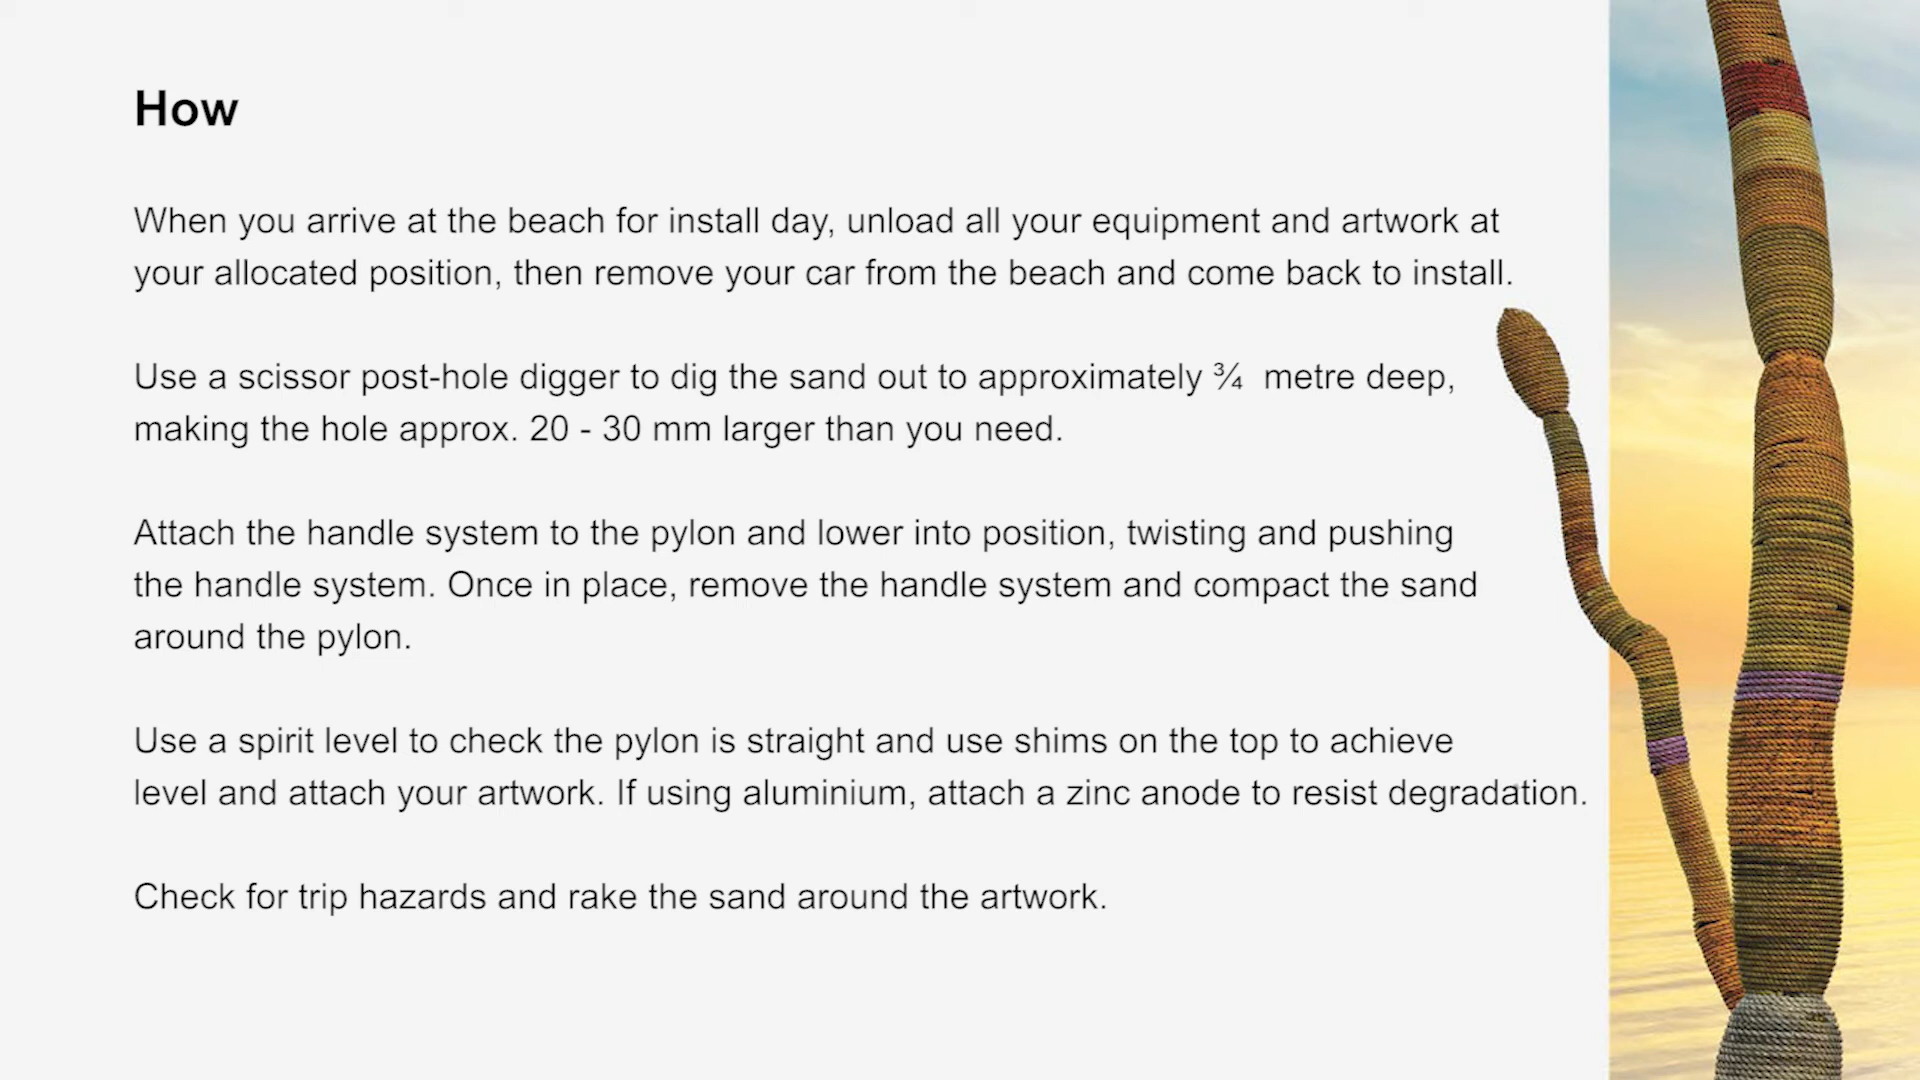 How
When you arrive at the beach for install day, unload all your equipment and artwork at
your allocated position, then remove your car from the beach and come back to install.
Use a scissor post-hole digger to dig the sand out to approximately ¾ metre deep,
making the hole approx. 20 - 30 mm larger than you need.
Attach the handle system to the pylon and lower into position, twisting and pushing
the handle system. Once in place, remove the handle system and compact the sand
around the pylon.
Use a spirit level to check the pylon is straight and use shims on the top to achieve
level and attach your artwork. If using aluminium, attach a zinc anode to resist degradation.
Check for trip hazards and rake the sand around the artwork.